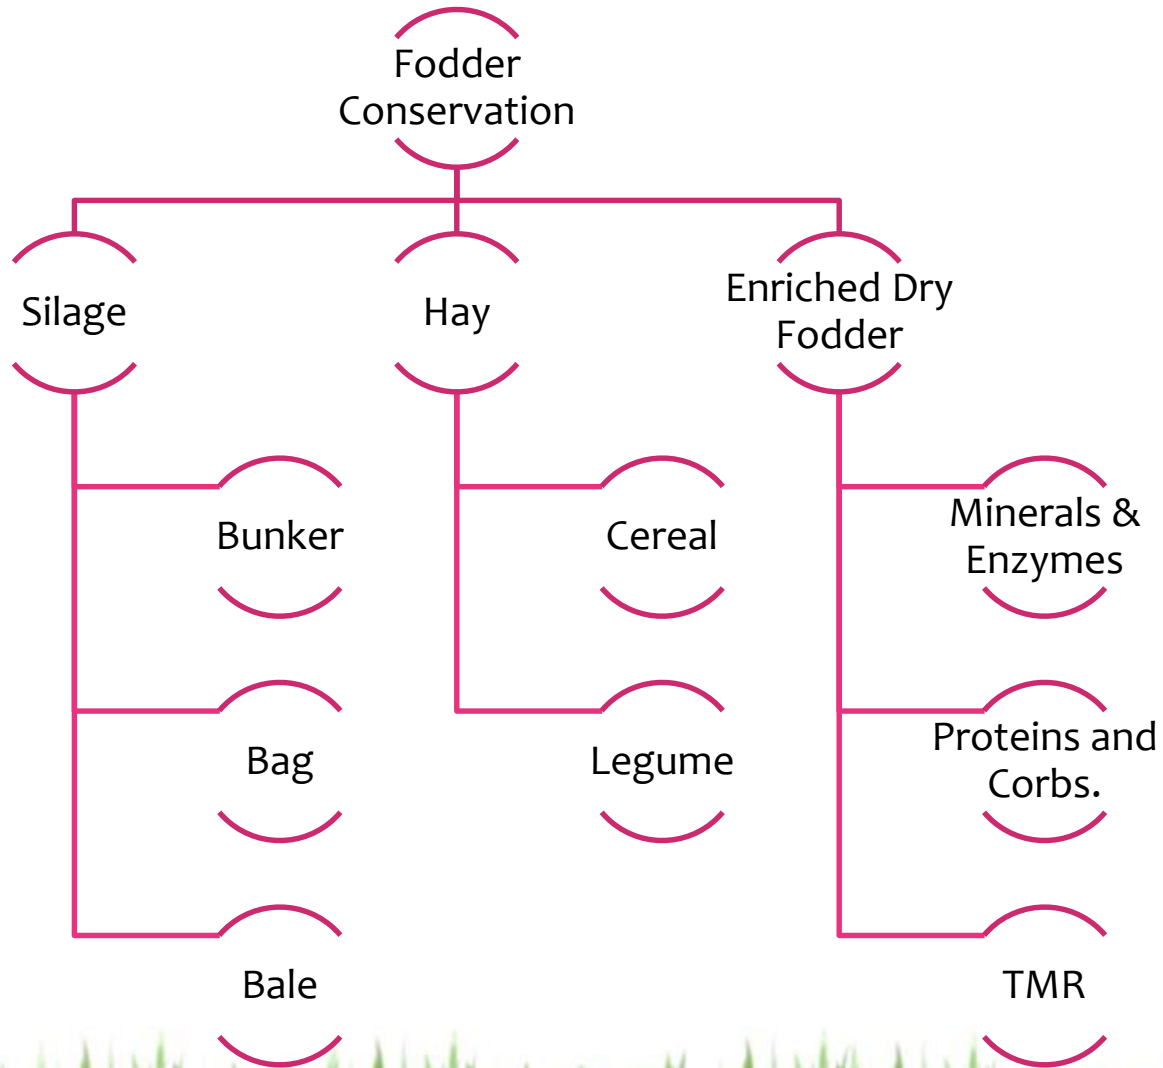 Fodder
Conservation
Silage
Hay
Enriched Dry
Fodder
Bunker
Cereal
Minerals &
Enzymes
Bag
Legume
Proteins and
Corbs.
Bale
TMR